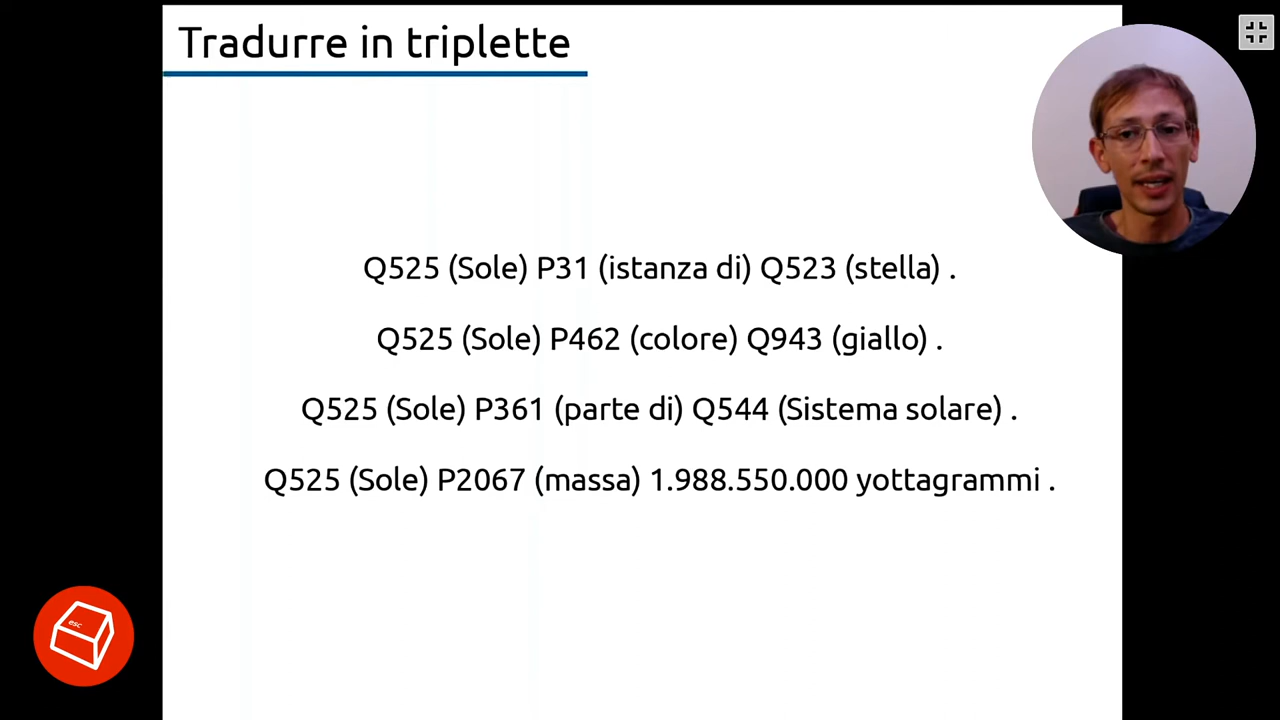 Tradurre in triplette
Q525 (Sole) P31 (istanza di) Q523 (stella) .
Q525 (Sole) P462 (colore) Q943 (giallo) .
Q525 (Sole) P361 (parte di) Q544 (Sistema solare) .
Q525 (Sole) P2067 (massa) 1.988.550.000 yottagrammi .
esc